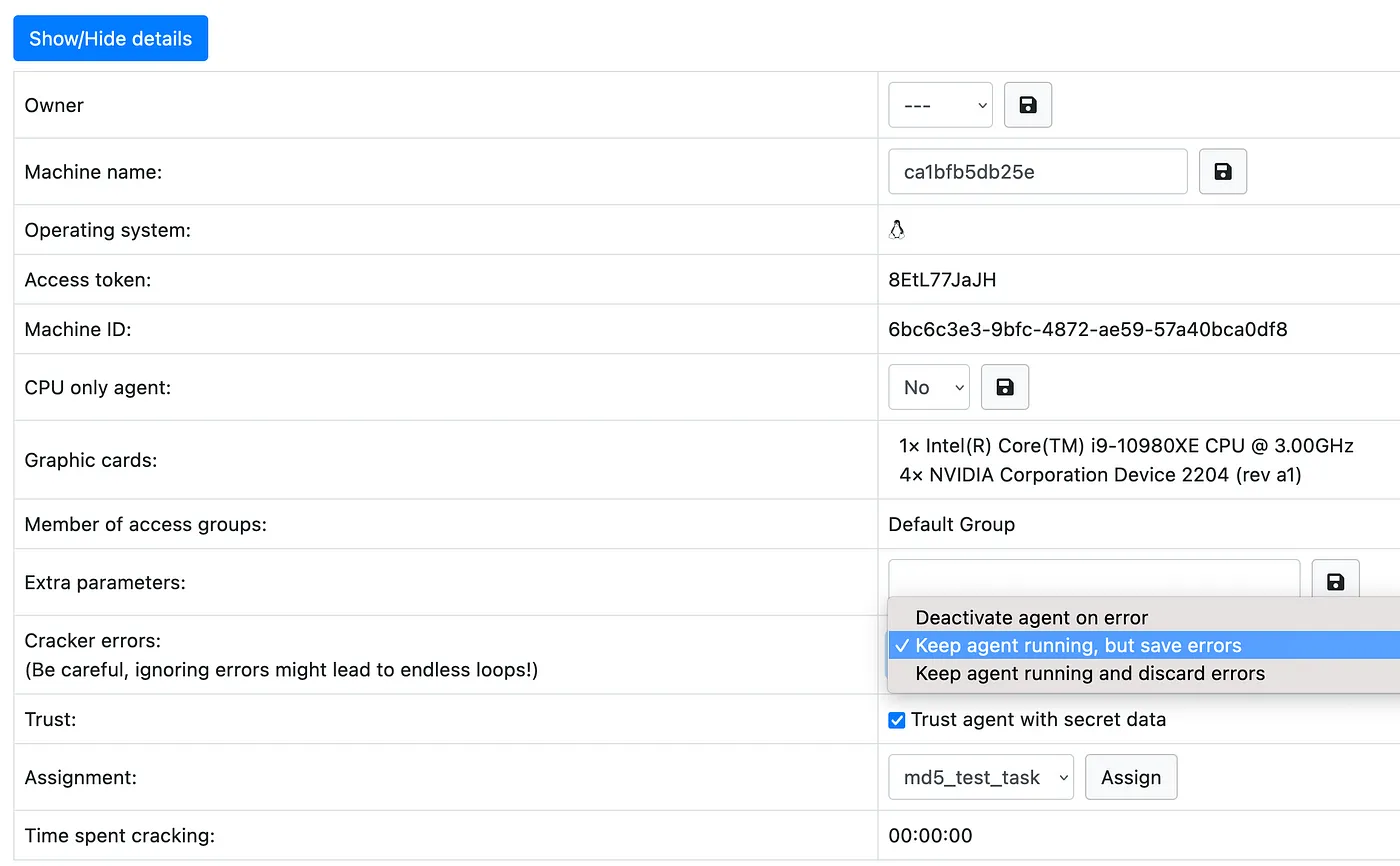 Show/Hide details
Owner
---
Machine name:
ca1bfb5db25e
Operating system:
Access token:
8EtL77JaJH
Machine ID:
6bc6c3e3-9bfc-4872-ae59-57a40bca0df8
CPU only agent:
No
Graphic cards:
1× Intel(R) Core(TM) i9-10980XE CPU @ 3.00GHz
4× NVIDIA Corporation Device 2204 (rev a1)
Member of access groups:
Default Group
Extra parameters:
Cracker errors:
(Be careful, ignoring errors might lead to endless loops!)
Deactivate agent on error
✓ Keep agent running, but save errors
Keep agent running and discard errors
Trust:
Trust agent with secret data
Assignment:
md5_test_task
Assign
Time spent cracking:
00:00:00